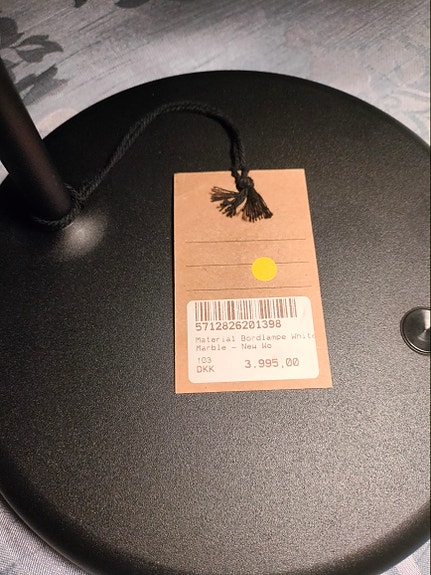 5712826201398
Material Bordlampe White
Marble - New Wo
103
DKK 3.995,00